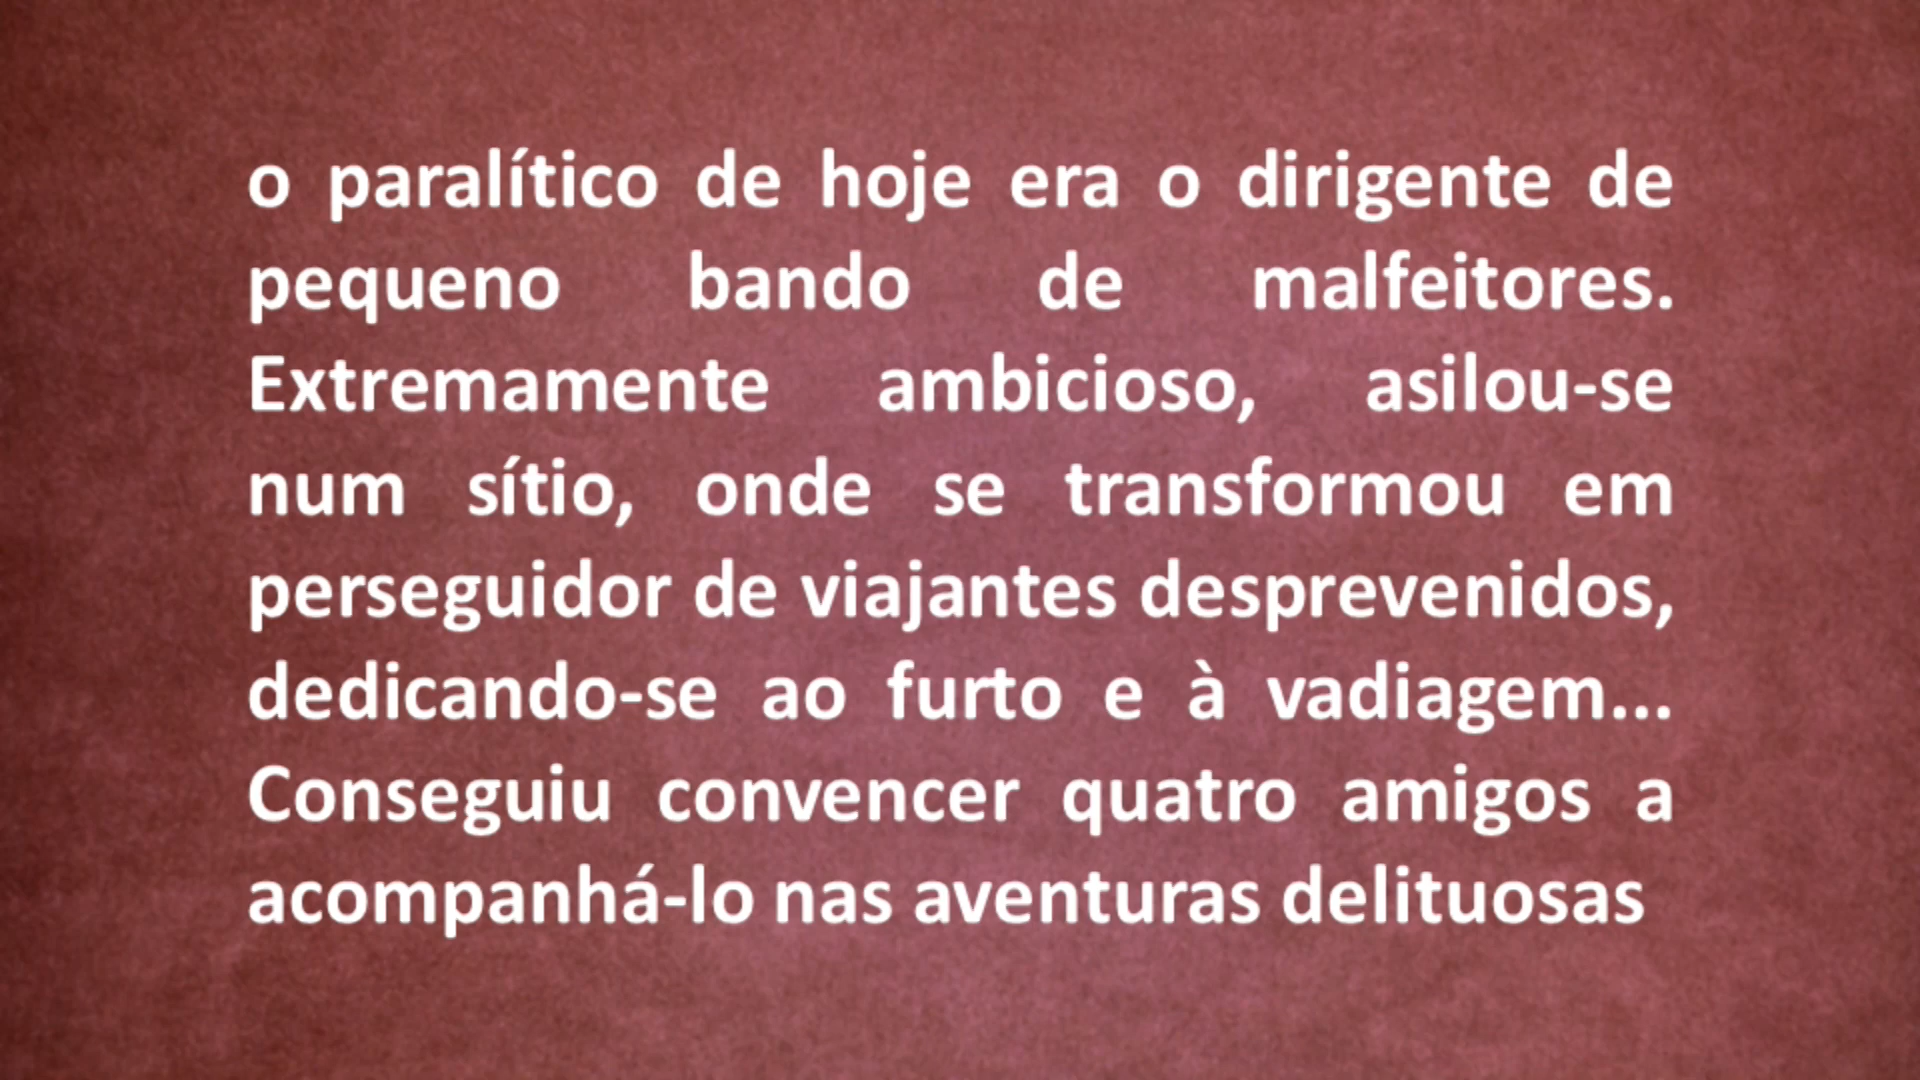 o paralítico de hoje era o dirigente de
pequeno bando de malfeitores.
Extremamente ambicioso, asilou-se
num sítio, onde se transformou em
perseguidor de viajantes desprevenidos,
dedicando-se ao furto e à vadiagem...
Conseguiu convencer quatro amigos a
acompanhá-lo nas aventuras delituosas